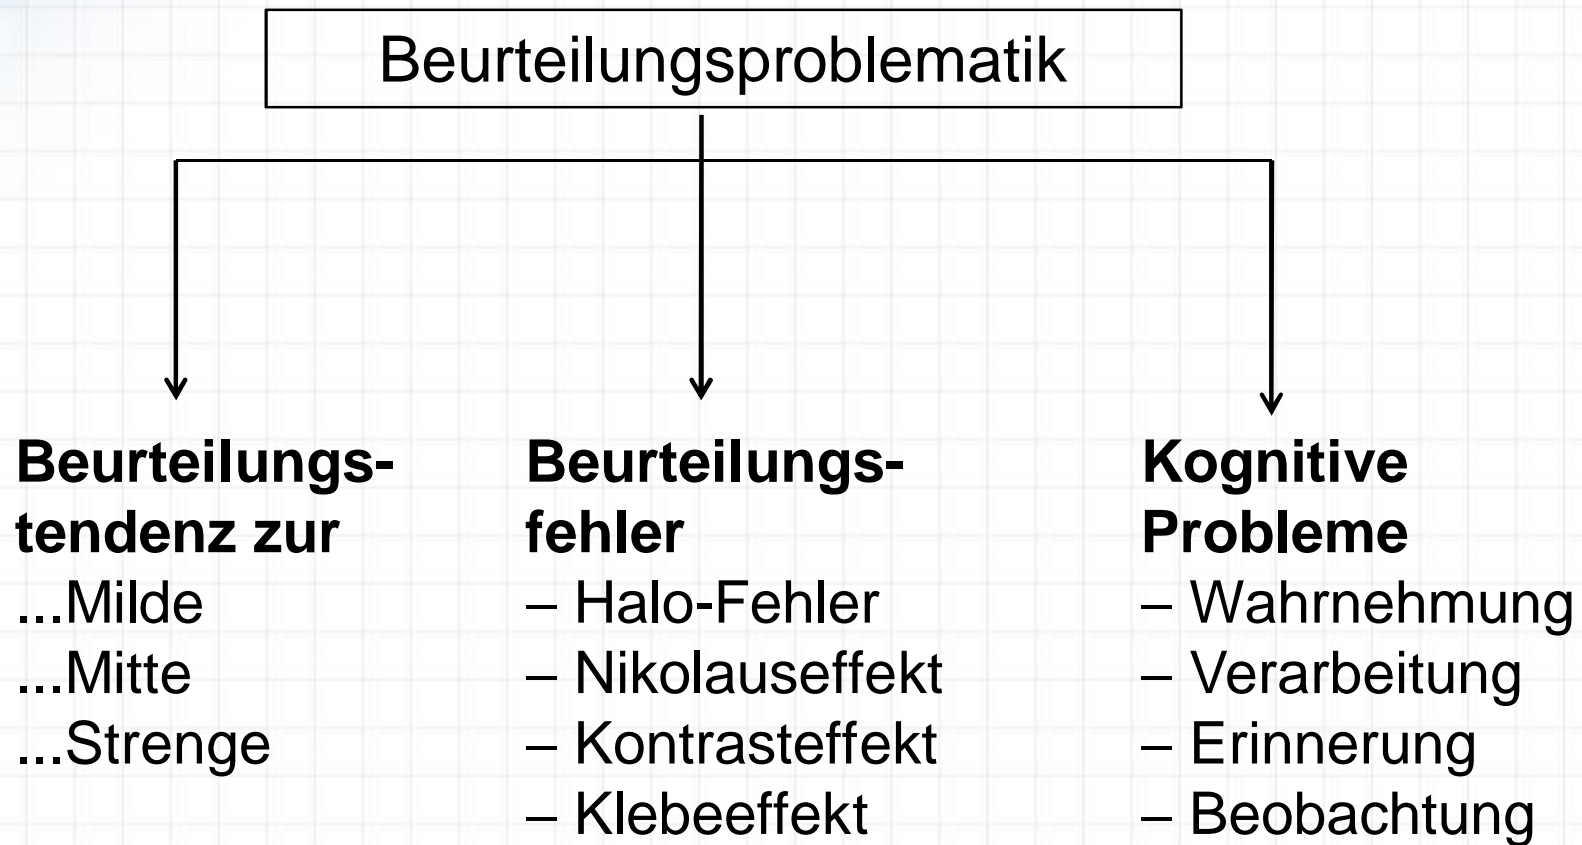 Beurteilungsproblematik
Beurteilungs-
tendenz zur
...Milde
...Mitte
...Strenge
Beurteilungs-
fehler
– Halo-Fehler
– Nikolauseffekt
– Kontrasteffekt
– Klebeeffekt
Kognitive
Probleme
– Wahrnehmung
– Verarbeitung
– Erinnerung
– Beobachtung